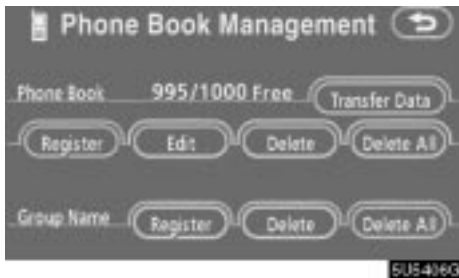 Phone Book Management
Phone Book 995/1000 Free Transfer Data
Register Edit Delete Delete All
Group Name Register Delete Delete All
5U5406G